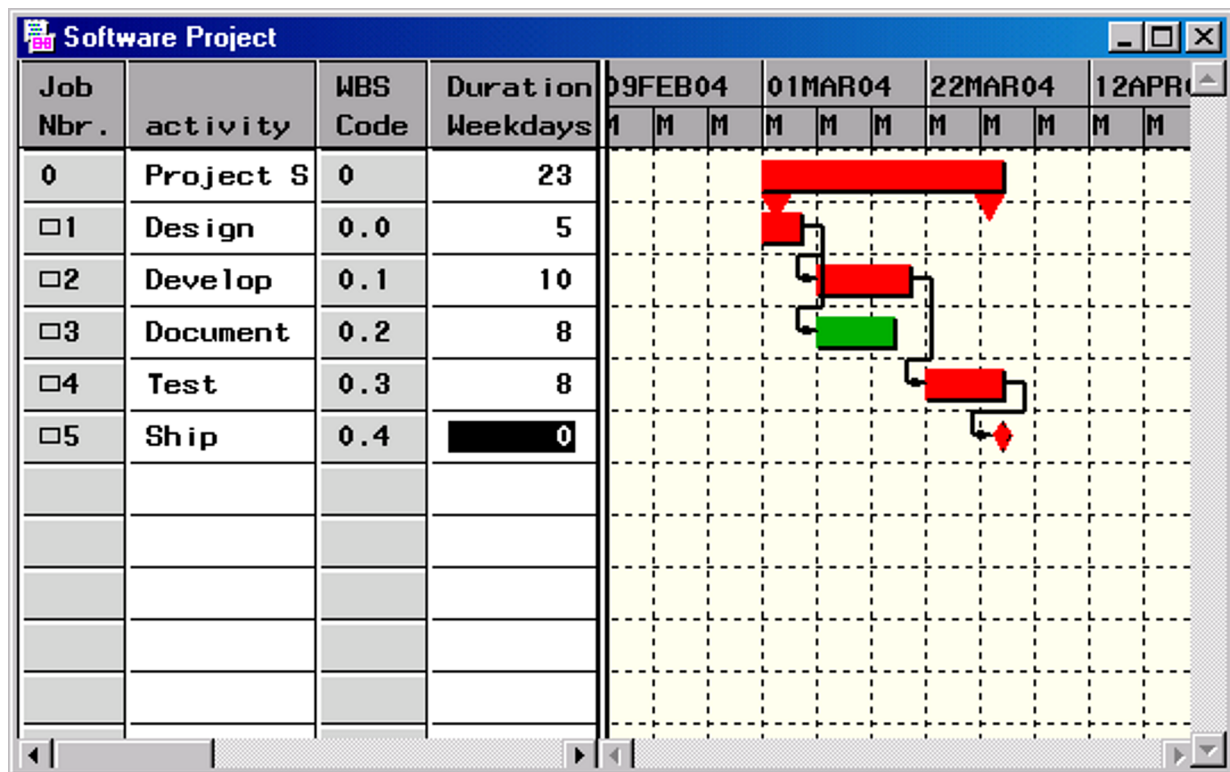 Software Project
Job Nbr. activity WBS Code Duration Weekdays 09FEB04 01MAR04 22MAR04 12APR0
M M M M M M M M M M M
0 Project S 0 23
1 Design 0.0 5
2 Develop 0.1 10
3 Document 0.2 8
4 Test 0.3 8
5 Ship 0.4 0